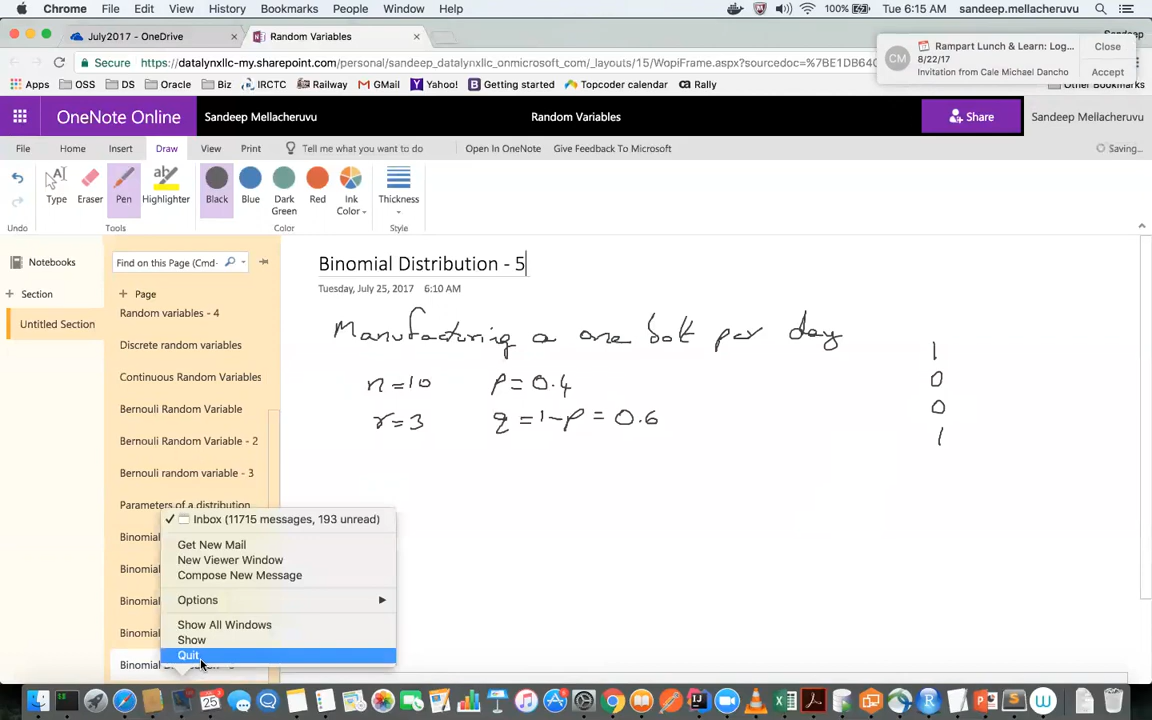 Chrome File Edit View History Bookmarks People Window Help 100% Tue 6:15 AM sandeep.mellacheruvu
July2017 - OneDrive
Random Variables
Sandeep
Secure https://datalynxllc-my.sharepoint.com/personal/sandeep_datalynxllc_onmicrosoft_com/_layouts/15/WopiFrame.aspx?sourcedoc=%7BE1DB64
CM Rampart Lunch & Learn: Log... Close
8/22/17
Invitation from Cale Michael Dancho Accept
Apps OSS DS Oracle Biz IRCTC Railway GMail Yahoo! Getting started Topcoder calendar Rally Other Bookmarks
OneNote Online Sandeep Mellacheruvu Random Variables Share Sandeep Mellacheruvu
File Home Insert Draw View Print Tell me what you want to do Open In OneNote Give Feedback To Microsoft Saving...
Type Eraser Pen Highlighter Black Blue Dark Green Red Ink Color Thickness
Undo Tools Color Style
Notebooks
Section
Untitled Section
Find on this Page (Cmd-
Page
Random variables - 4
Discrete random variables
Continuous Random Variables
Bernouli Random Variable
Bernouli Random Variable - 2
Bernouli random variable - 3
Parameters of a distribution
Binomial
Binomial
Binomial
Binomial
Binomial
Inbox (11715 messages, 193 unread)
Get New Mail
New Viewer Window
Compose New Message
Options
Show All Windows
Show
Quit
Binomial Distribution - 5
Tuesday, July 25, 2017 6:10 AM
Manufacturing a one bolt per day
n=10 p=0.4
r=3 q=1-p=0.6
1
0
0
1
25